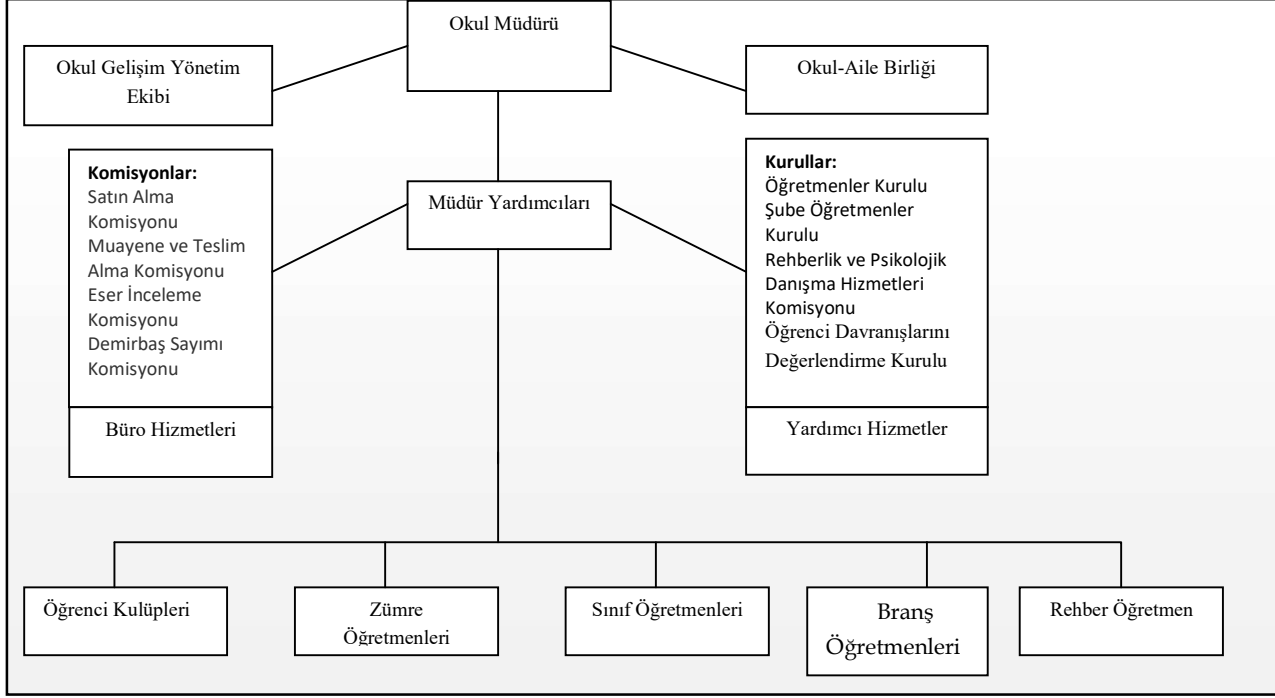 Okul Müdürü
Okul Gelişim Yönetim
Ekibi
Okul-Aile Birliği
Komisyonlar:
Satın Alma
Komisyonu
Muayene ve Teslim
Alma Komisyonu
Eser İnceleme
Komisyonu
Demirbaş Sayımı
Komisyonu
Müdür Yardımcıları
Kurullar:
Öğretmenler Kurulu
Şube Öğretmenler
Kurulu
Rehberlik ve Psikolojik
Danışma Hizmetleri
Komisyonu
Öğrenci Davranışlarını
Değerlendirme Kurulu
Büro Hizmetleri
Yardımcı Hizmetler
Öğrenci Kulüpleri
Zümre
Öğretmenleri
Sınıf Öğretmenleri
Branş
Öğretmenleri
Rehber Öğretmen